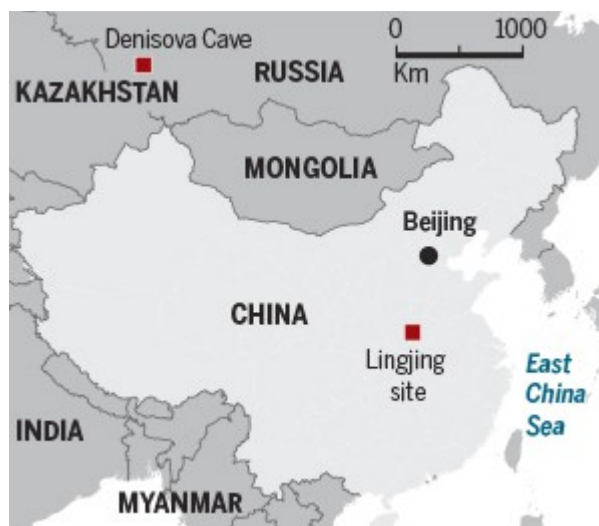 0 1000
Km
Denisova Cave
RUSSIA
KAZAKHSTAN
MONGOLIA
Beijing
CHINA
Lingjing
site
East
China
Sea
INDIA
MYANMAR